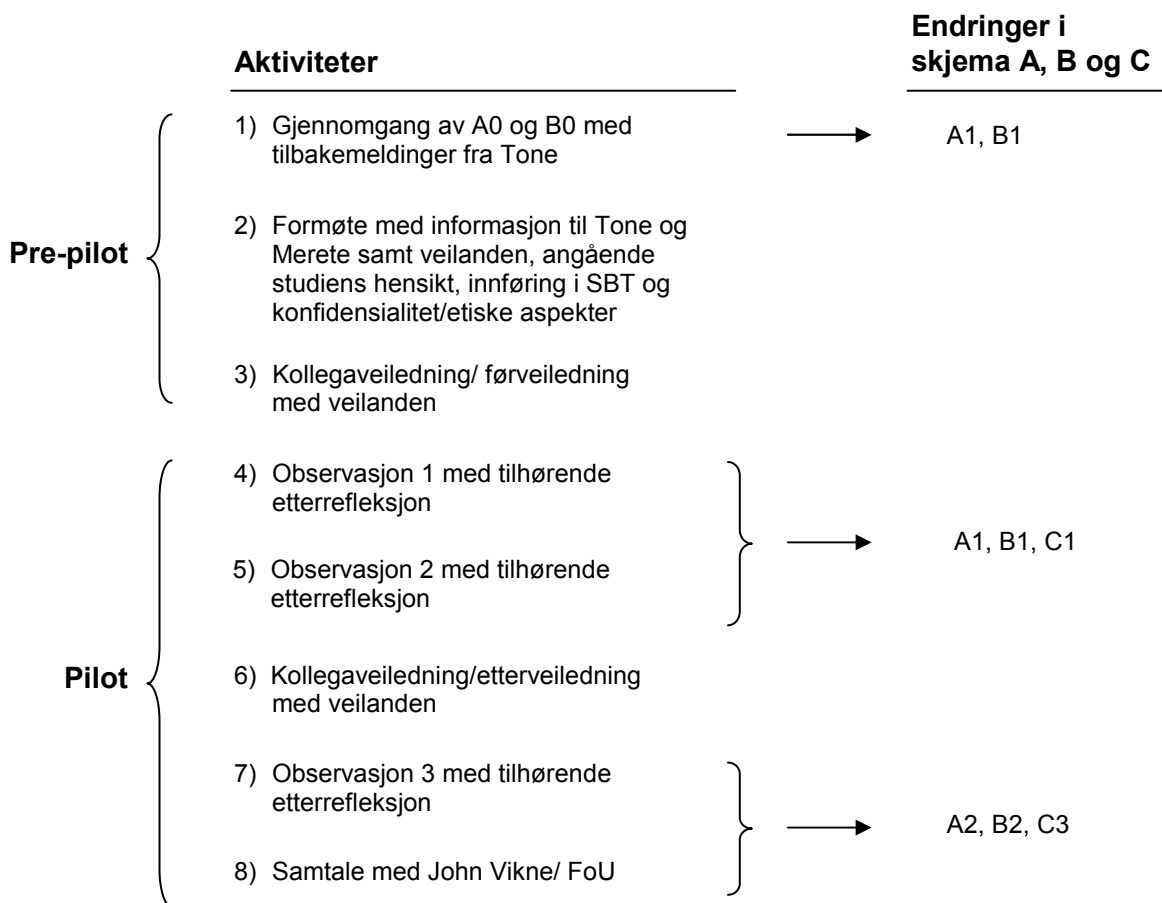 Endringer i
skjema A, B og C
Aktiviteter
1) Gjennomgang av A0 og B0 med
tilbakemeldinger fra Tone
A1, B1
Pre-pilot
2) Formøte med informasjon til Tone og
Merete samt veilanden, angående
studiens hensikt, innføring i SBT og
konfidensialitet/etiske aspekter
3) Kollegaveiledning/ førveiledning
med veilanden
4) Observasjon 1 med tilhørende
etterrefleksjon
A1, B1, C1
5) Observasjon 2 med tilhørende
etterrefleksjon
Pilot
6) Kollegaveiledning/etterveiledning
med veilanden
7) Observasjon 3 med tilhørende
etterrefleksjon
A2, B2, C3
8) Samtale med John Vikne/ FoU